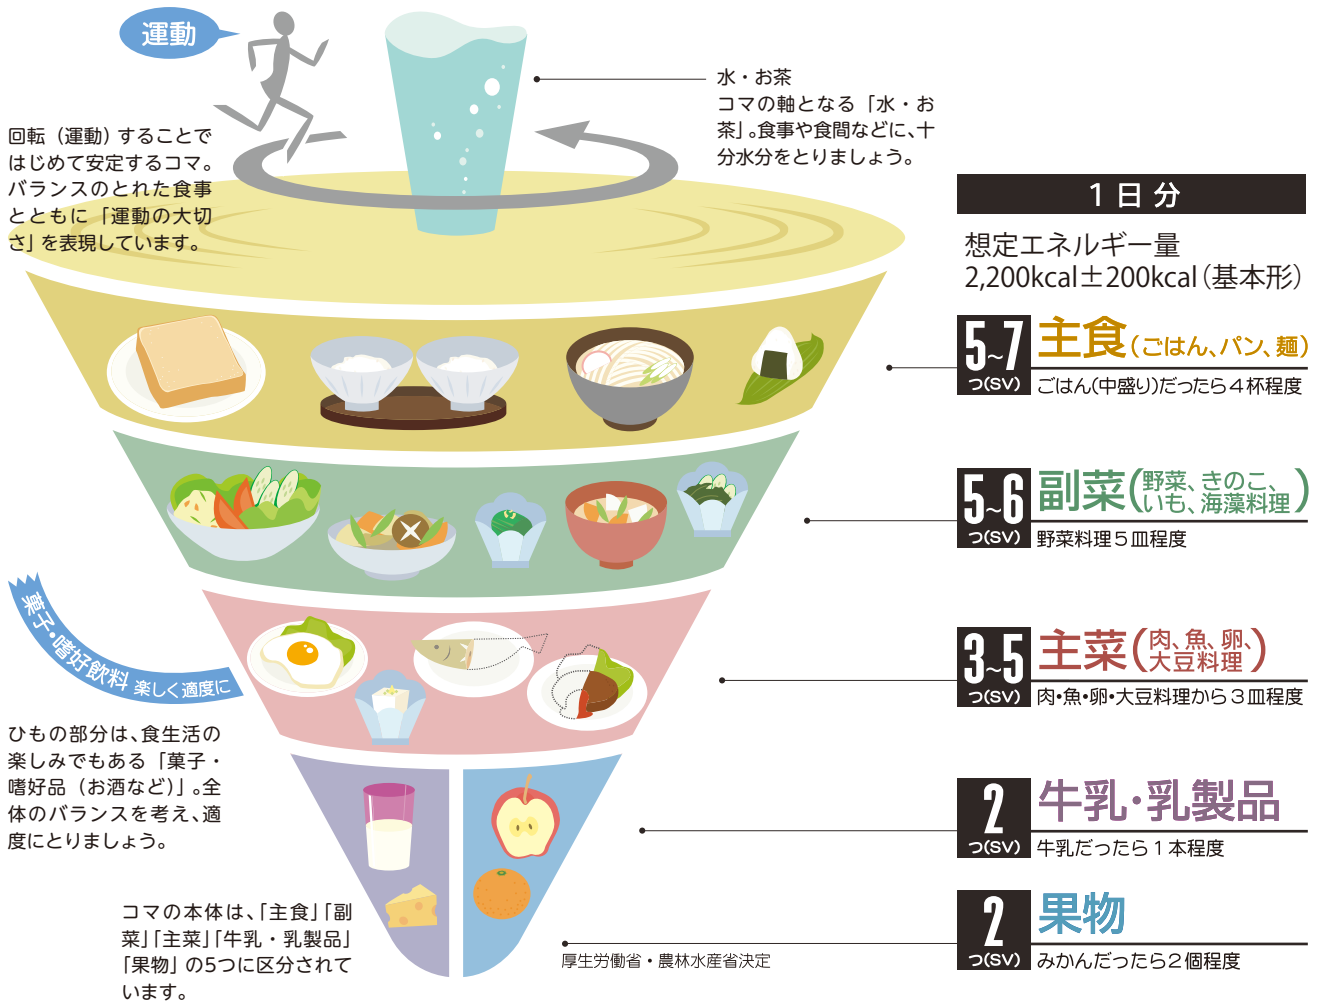 運動
回転（運動）することで
はじめて安定するコマ。
バランスのとれた食事
とともに「運動の大切
さ」を表現しています。
水・お茶
コマの軸となる「水・お
茶」。食事や食間などに、十
分水分をとりましょう。
1日分
想定エネルギー量
2,200kcal±200kcal（基本形）
5~7
つ(SV)
主食（ごはん、パン、麺）
ごはん(中盛り)だったら4杯程度
5~6
つ(SV)
副菜（野菜、きのこ、
いも、海藻料理）
野菜料理5皿程度
3~5
つ(SV)
主菜（肉、魚、卵、
大豆料理）
肉・魚・卵・大豆料理から3皿程度
2
つ(SV)
牛乳・乳製品
牛乳だったら1本程度
2
つ(SV)
果物
みかんだったら2個程度
菓子・嗜好飲料 楽しく適度に
ひもの部分は、食生活の
楽しみでもある「菓子・
嗜好品（お酒など）」。全
体のバランスを考え、適
度にとりましょう。
コマの本体は、「主食」「副
菜」「主菜」「牛乳・乳製品」
「果物」の5つに区分されて
います。
厚生労働省・農林水産省決定